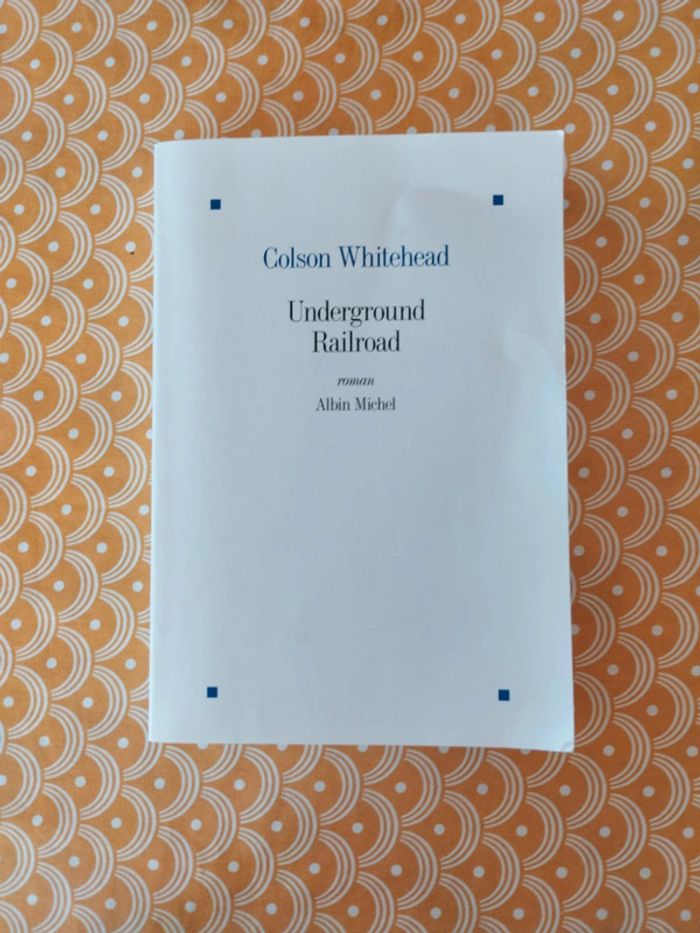 Colson Whitehead
Underground
Railroad
roman
Albin Michel